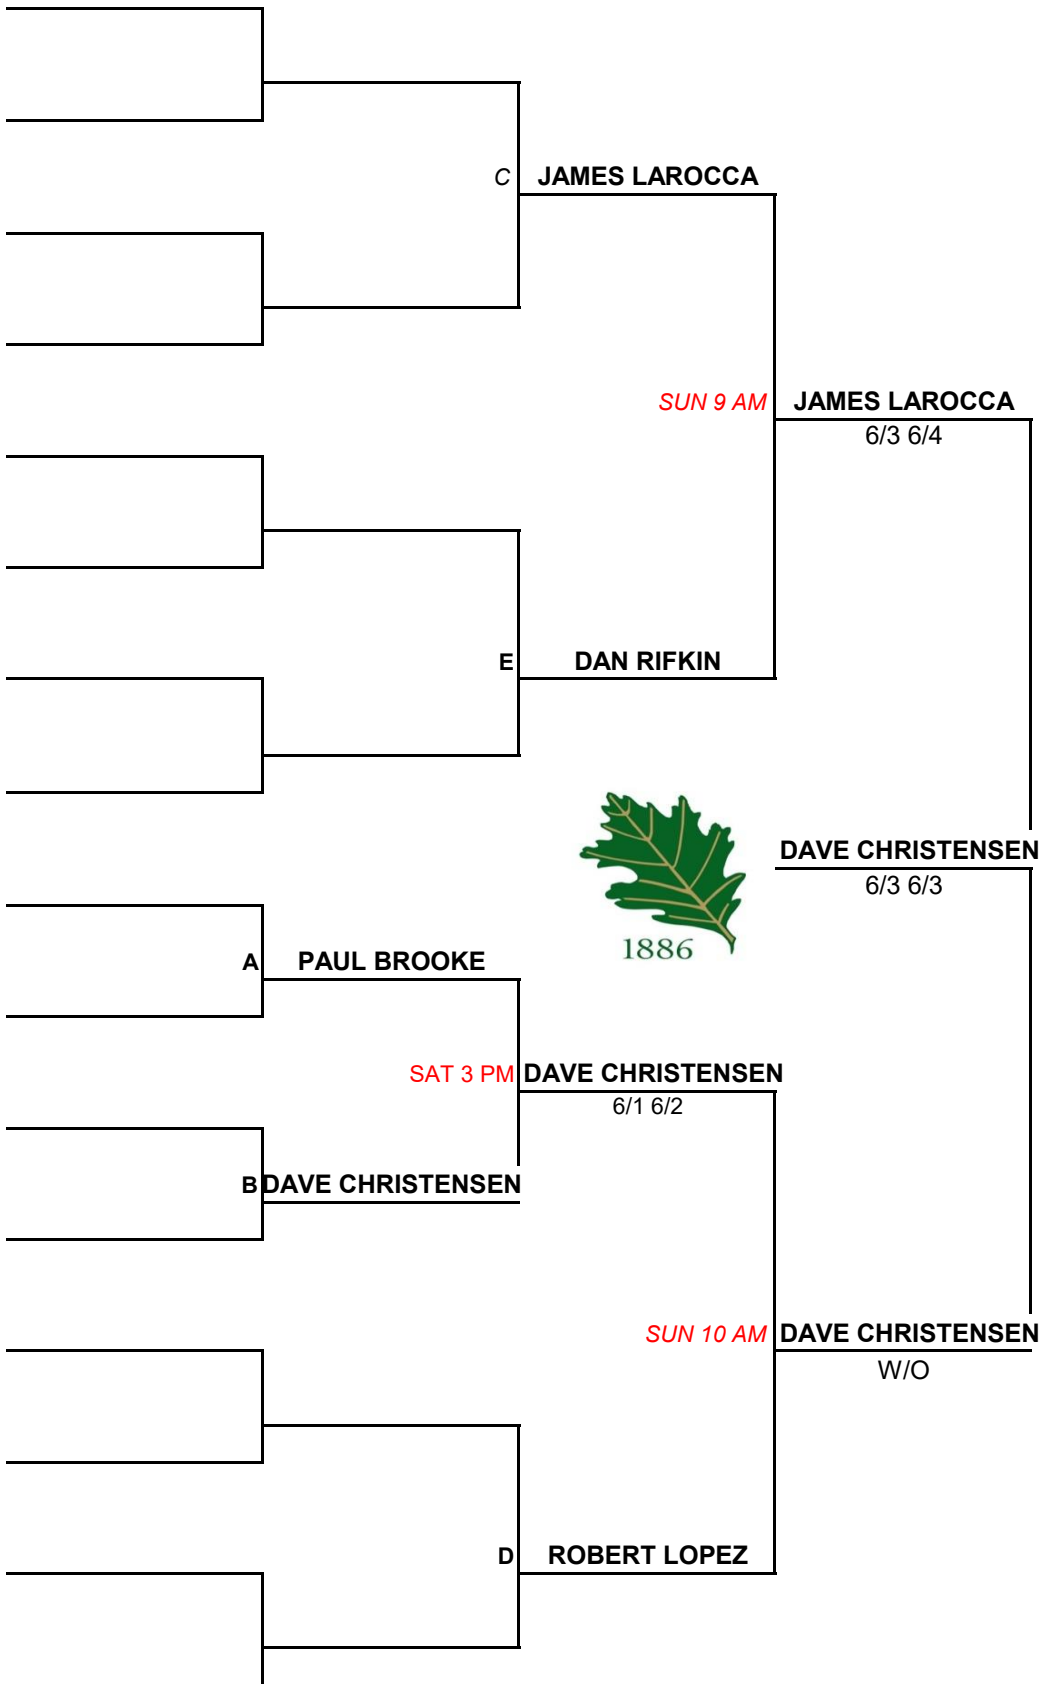 C JAMES LAROCCA
SUN 9 AM JAMES LAROCCA
6/3 6/4
E DAN RIFKIN
DAVE CHRISTENSEN
6/3 6/3
1886
A PAUL BROOKE
SAT 3 PM DAVE CHRISTENSEN
6/1 6/2
B DAVE CHRISTENSEN
SUN 10 AM DAVE CHRISTENSEN
W/O
D ROBERT LOPEZ